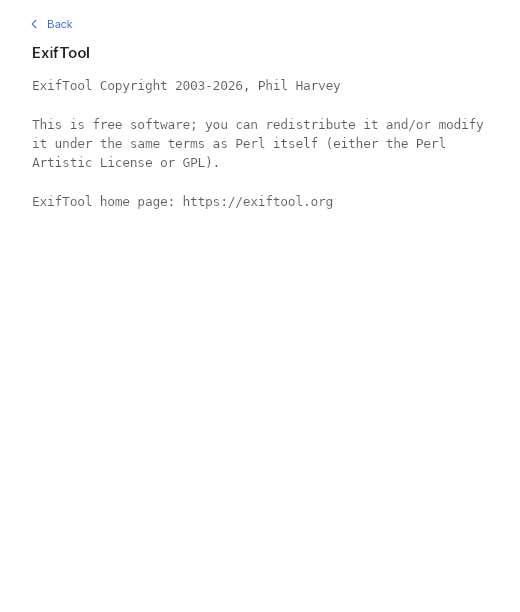 Back
ExifTool
ExifTool Copyright 2003-2026, Phil Harvey
This is free software; you can redistribute it and/or modify
it under the same terms as Perl itself (either the Perl
Artistic License or GPL).
ExifTool home page: https://exiftool.org